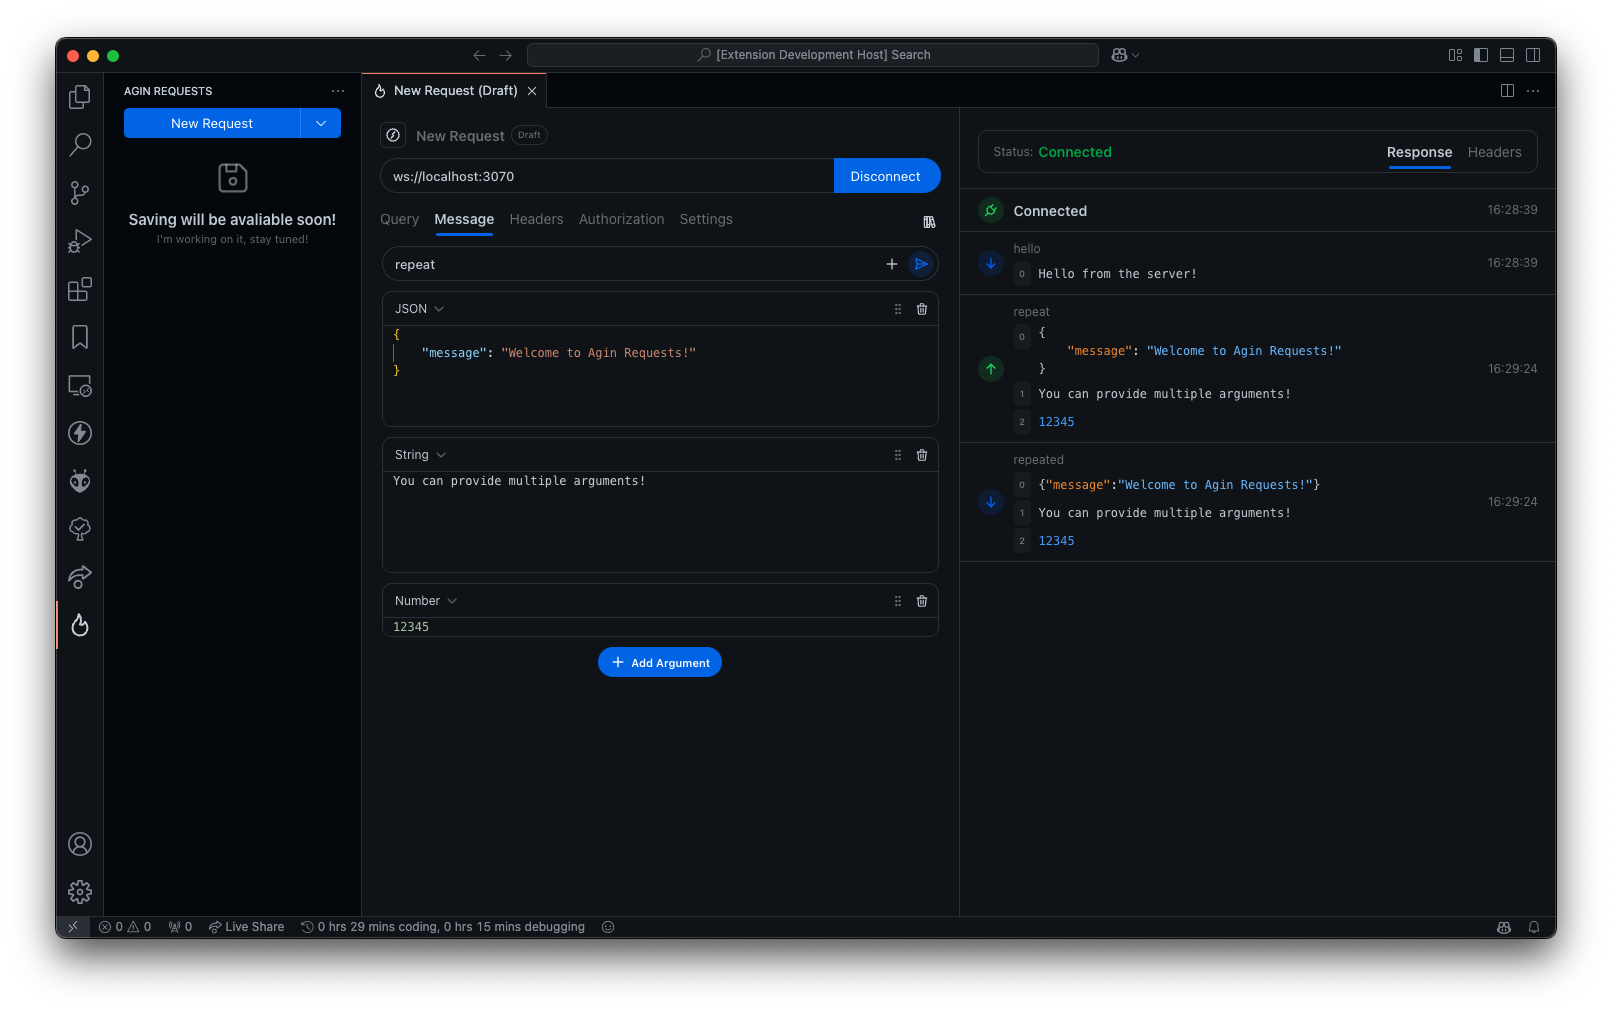 [Extension Development Host] Search
AGIN REQUESTS
New Request
Saving will be avaliable soon!
I'm working on it, stay tuned!
New Request (Draft)
New Request Draft
ws://localhost:3070
Disconnect
Query Message Headers Authorization Settings
repeat
JSON
{
"message": "Welcome to Agin Requests!"
}
String
You can provide multiple arguments!
Number
12345
Add Argument
Status: Connected
Response Headers
Connected 16:28:39
hello
0 Hello from the server! 16:28:39
repeat
0 {
"message": "Welcome to Agin Requests!"
}
16:29:24
1 You can provide multiple arguments!
2 12345
repeated
0 {"message":"Welcome to Agin Requests!"}
16:29:24
1 You can provide multiple arguments!
2 12345
0 0 0 Live Share 0 hrs 29 mins coding, 0 hrs 15 mins debugging